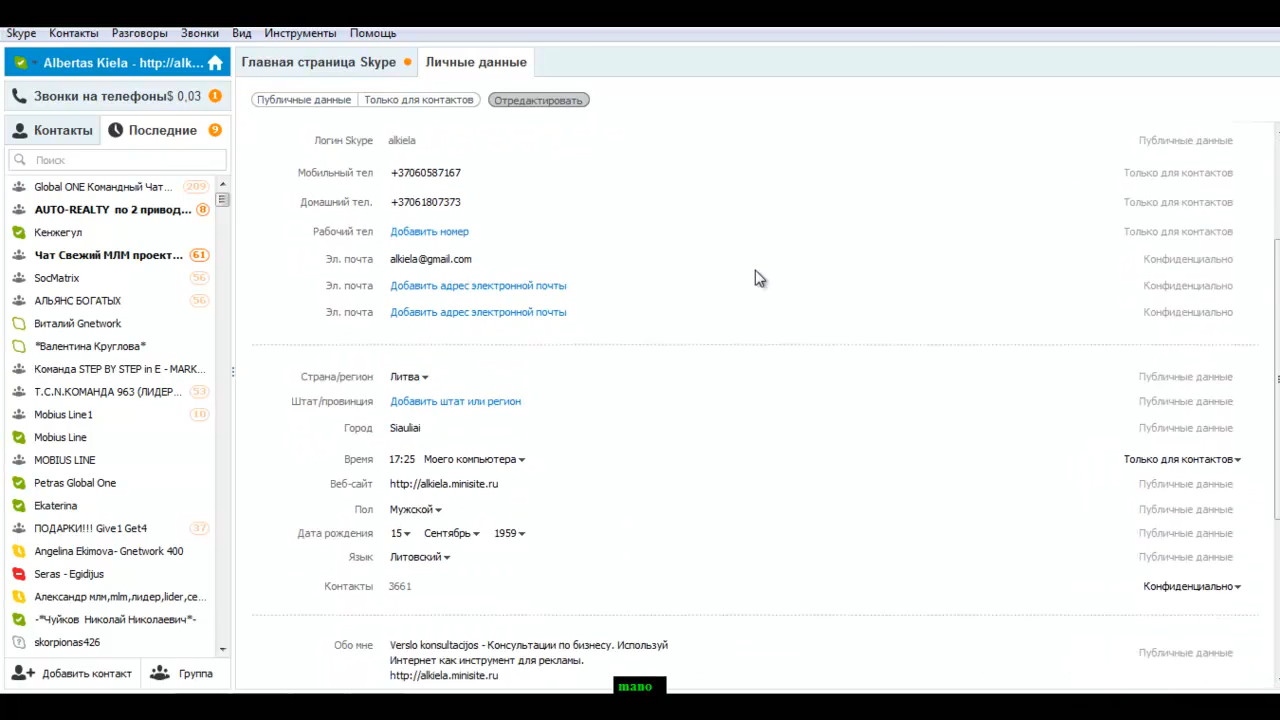 Skype Контакты Разговоры Звонки Вид Инструменты Помощь
Albertas Kiela - http://alk...
Звонки на телефоны $ 0,03 1
Контакты Последние 9
Поиск
Global ONE Командный Чат... 209
AUTO-REALTY по 2 привод... 8
Кенжегул
Чат Свежий МЛМ проект... 61
SocMatrix 56
АЛЬЯНС БОГАТЫХ 56
Виталий Gnetwork
*Валентина Круглова*
Команда STEP BY STEP in E - MARK...
T.C.N.КОМАНДА 963 (ЛИДЕР... 53
Mobius Line1 10
Mobius Line
MOBIUS LINE
Petras Global One
Ekaterina
ПОДАРКИ!!! Give1 Get4 37
Angelina Ekimova- Gnetwork 400
Seras - Egidijus
Александр млм,mlm,лидер,lider,се...
-*Чуйков Николай Николаевич*-
skorpionas426
Добавить контакт Группа
Главная страница Skype Личные данные
Публичные данные Только для контактов Отредактировать
Логин Skype alkiela Публичные данные
Мобильный тел +37060587167 Только для контактов
Домашний тел. +37061807373 Только для контактов
Рабочий тел Добавить номер Только для контактов
Эл. почта alkiela@gmail.com Конфиденциально
Эл. почта Добавить адрес электронной почты Конфиденциально
Эл. почта Добавить адрес электронной почты Конфиденциально
Страна/регион Литва Публичные данные
Штат/провинция Добавить штат или регион Публичные данные
Город Siauliai Публичные данные
Время 17:25 Моего компьютера Только для контактов
Веб-сайт http://alkiela.minisite.ru Публичные данные
Пол Мужской Публичные данные
Дата рождения 15 Сентябрь 1959 Публичные данные
Язык Литовский Публичные данные
Контакты 3661 Конфиденциально
Обо мне Verslo konsultacijos - Консультации по бизнесу. Используй Публичные данные
Интернет как инструмент для рекламы.
http://alkiela.minisite.ru
mano